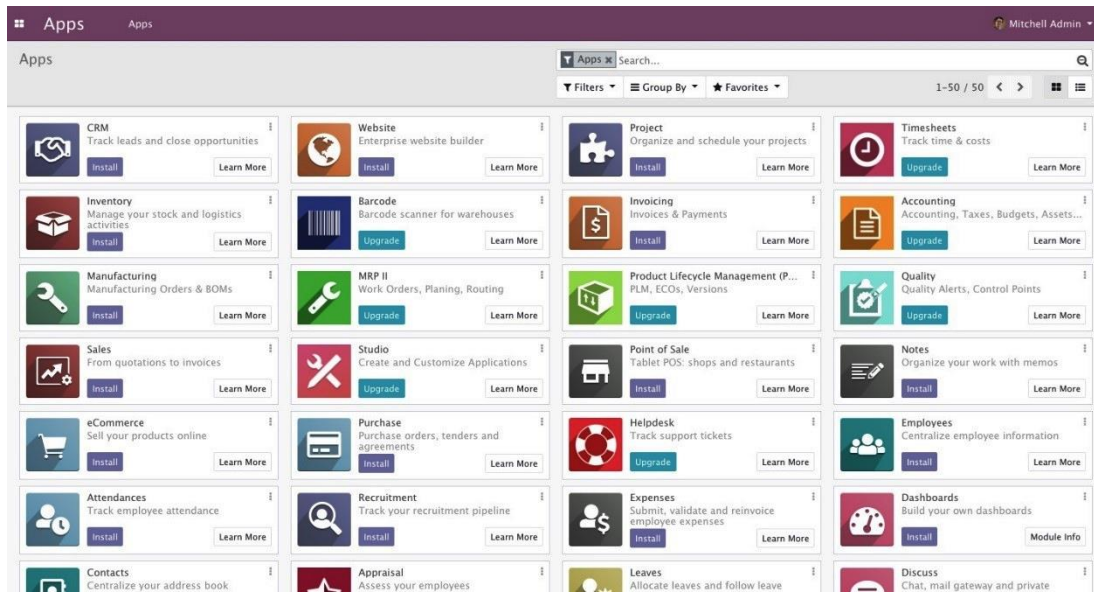 Apps Apps Mitchell Admin
Apps
Apps × Search...
Filters Group By Favorites 1-50 / 50
CRM
Track leads and close opportunities
Install Learn More
Website
Enterprise website builder
Install Learn More
Project
Organize and schedule your projects
Install Learn More
Timesheets
Track time & costs
Upgrade Learn More
Inventory
Manage your stock and logistics
activities
Install Learn More
Barcode
Barcode scanner for warehouses
Upgrade Learn More
Invoicing
Invoices & Payments
Install Learn More
Accounting
Accounting, Taxes, Budgets, Assets...
Upgrade Learn More
Manufacturing
Manufacturing Orders & BOMs
Install Learn More
MRP II
Work Orders, Planing, Routing
Upgrade Learn More
Product Lifecycle Management (P...
PLM, ECOs, Versions
Upgrade Learn More
Quality
Quality Alerts, Control Points
Upgrade Learn More
Sales
From quotations to invoices
Install Learn More
Studio
Create and Customize Applications
Upgrade Learn More
Point of Sale
Tablet POS: shops and restaurants
Install Learn More
Notes
Organize your work with memos
Install Learn More
eCommerce
Sell your products online
Install Learn More
Purchase
Purchase orders, tenders and
agreements
Install Learn More
Helpdesk
Track support tickets
Upgrade Learn More
Employees
Centralize employee information
Install Learn More
Attendances
Track employee attendance
Install Learn More
Recruitment
Track your recruitment pipeline
Install Learn More
Expenses
Submit, validate and reinvoice
employee expenses
Install Learn More
Dashboards
Build your own dashboards
Install Module Info
Contacts
Centralize your address book
Appraisal
Assess your employees
Leaves
Allocate leaves and follow leave
Discuss
Chat, mail gateway and private